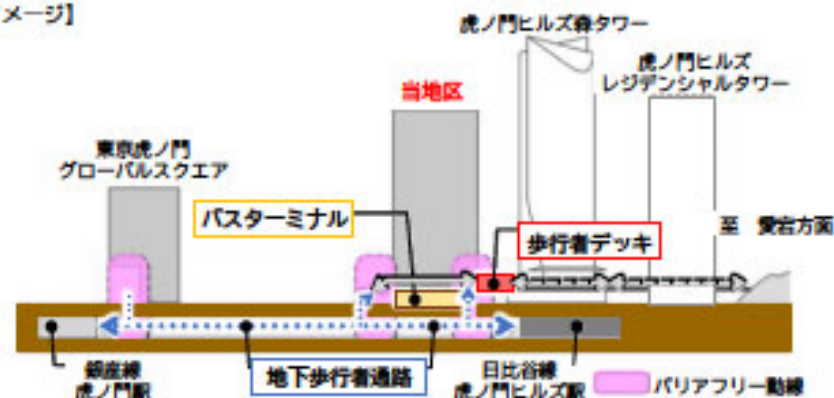 メージ】
虎ノ門ヒルズ森タワー
虎ノ門ヒルズ
レジデンシャルタワー
当地区
東京虎ノ門
グローバルスクエア
バスターミナル
歩行者デッキ
至 愛宕方面
銀座線
虎ノ門駅
地下歩行者通路
日比谷線
虎ノ門ヒルズ駅
バリアフリー動線